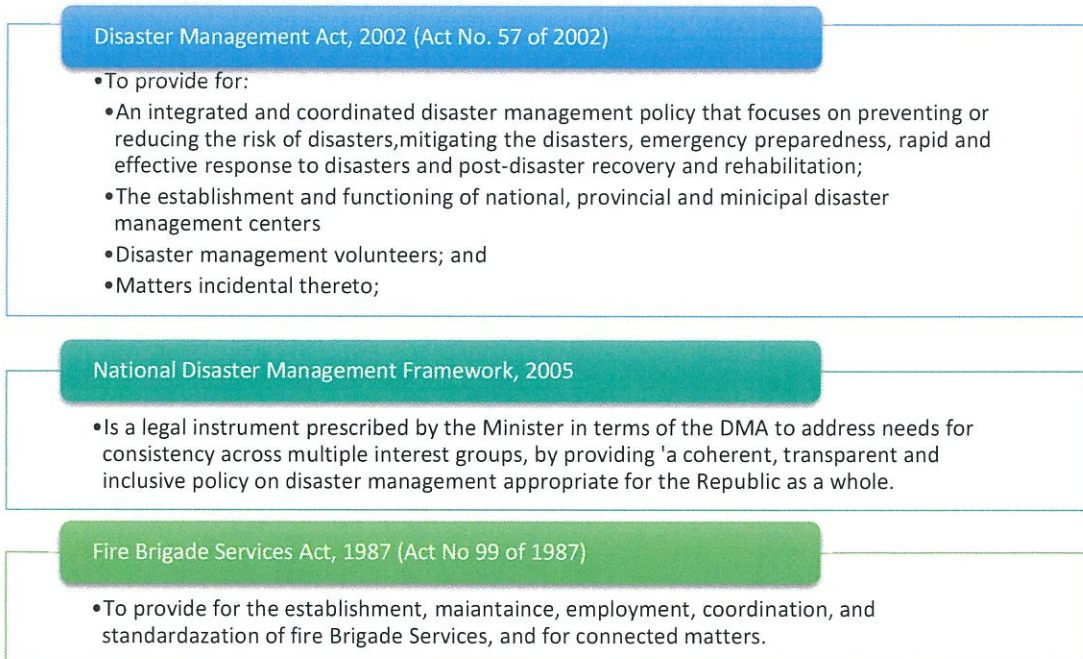 Disaster Management Act, 2002 (Act No. 57 of 2002)
•To provide for:
•An integrated and coordinated disaster management policy that focuses on preventing or
reducing the risk of disasters,mitigating the disasters, emergency preparedness, rapid and
effective response to disasters and post-disaster recovery and rehabilitation;
•The establishment and functioning of national, provincial and minicipal disaster
management centers
•Disaster management volunteers; and
•Matters incidental thereto;
National Disaster Management Framework, 2005
•Is a legal instrument prescribed by the Minister in terms of the DMA to address needs for
consistency across multiple interest groups, by providing 'a coherent, transparent and
inclusive policy on disaster management appropriate for the Republic as a whole.
Fire Brigade Services Act, 1987 (Act No 99 of 1987)
•To provide for the establishment, maiantaince, employment, coordination, and
standardazation of fire Brigade Services, and for connected matters.